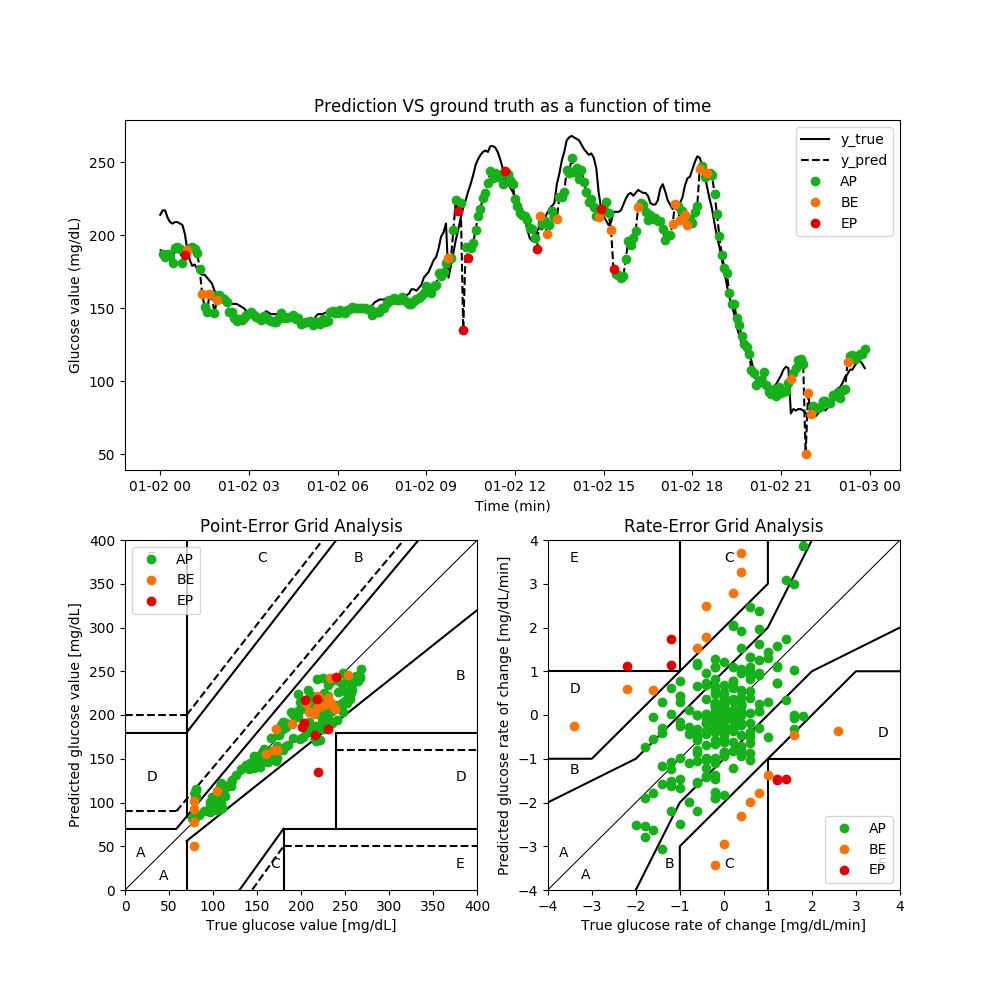 Prediction VS ground truth as a function of time
Glucose value (mg/dL)
250
200
150
100
50
y_true
y_pred
AP
BE
EP
01-02 00 01-02 03 01-02 06 01-02 09 01-02 12 01-02 15 01-02 18 01-02 21 01-03 00
Time (min)
Point-Error Grid Analysis
Predicted glucose value [mg/dL]
400
350
300
250
200
150
100
50
0
AP
BE
EP
C
B
B
D
D
A
A
C
E
0 50 100 150 200 250 300 350 400
True glucose value [mg/dL]
Rate-Error Grid Analysis
Predicted glucose rate of change [mg/dL/min]
4
3
2
1
0
−1
−2
−3
−4
E
C
D
D
B
A
A
B
C
AP
BE
EP
−4 −3 −2 −1 0 1 2 3 4
True glucose rate of change [mg/dL/min]